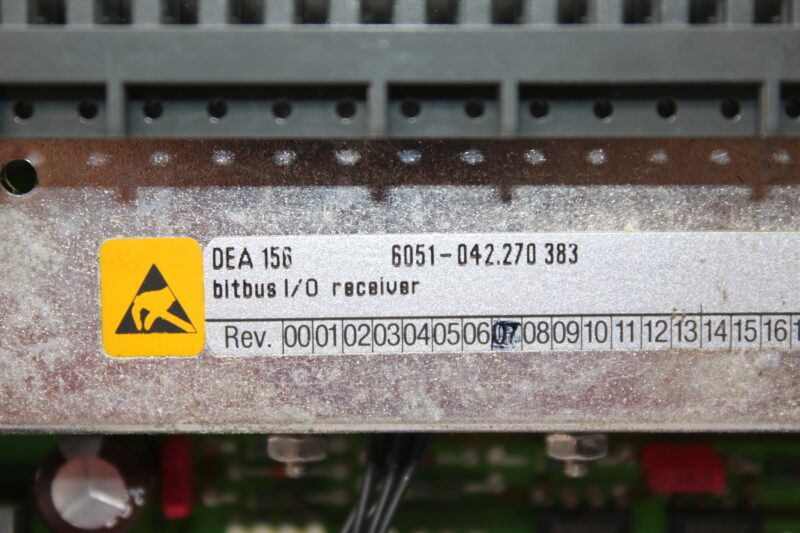 DEA 156 6051-042.270 383
bitbus I/O receiver
Rev. 00 01 02 03 04 05 06 07 08 09 10 11 12 13 14 15 16
°C